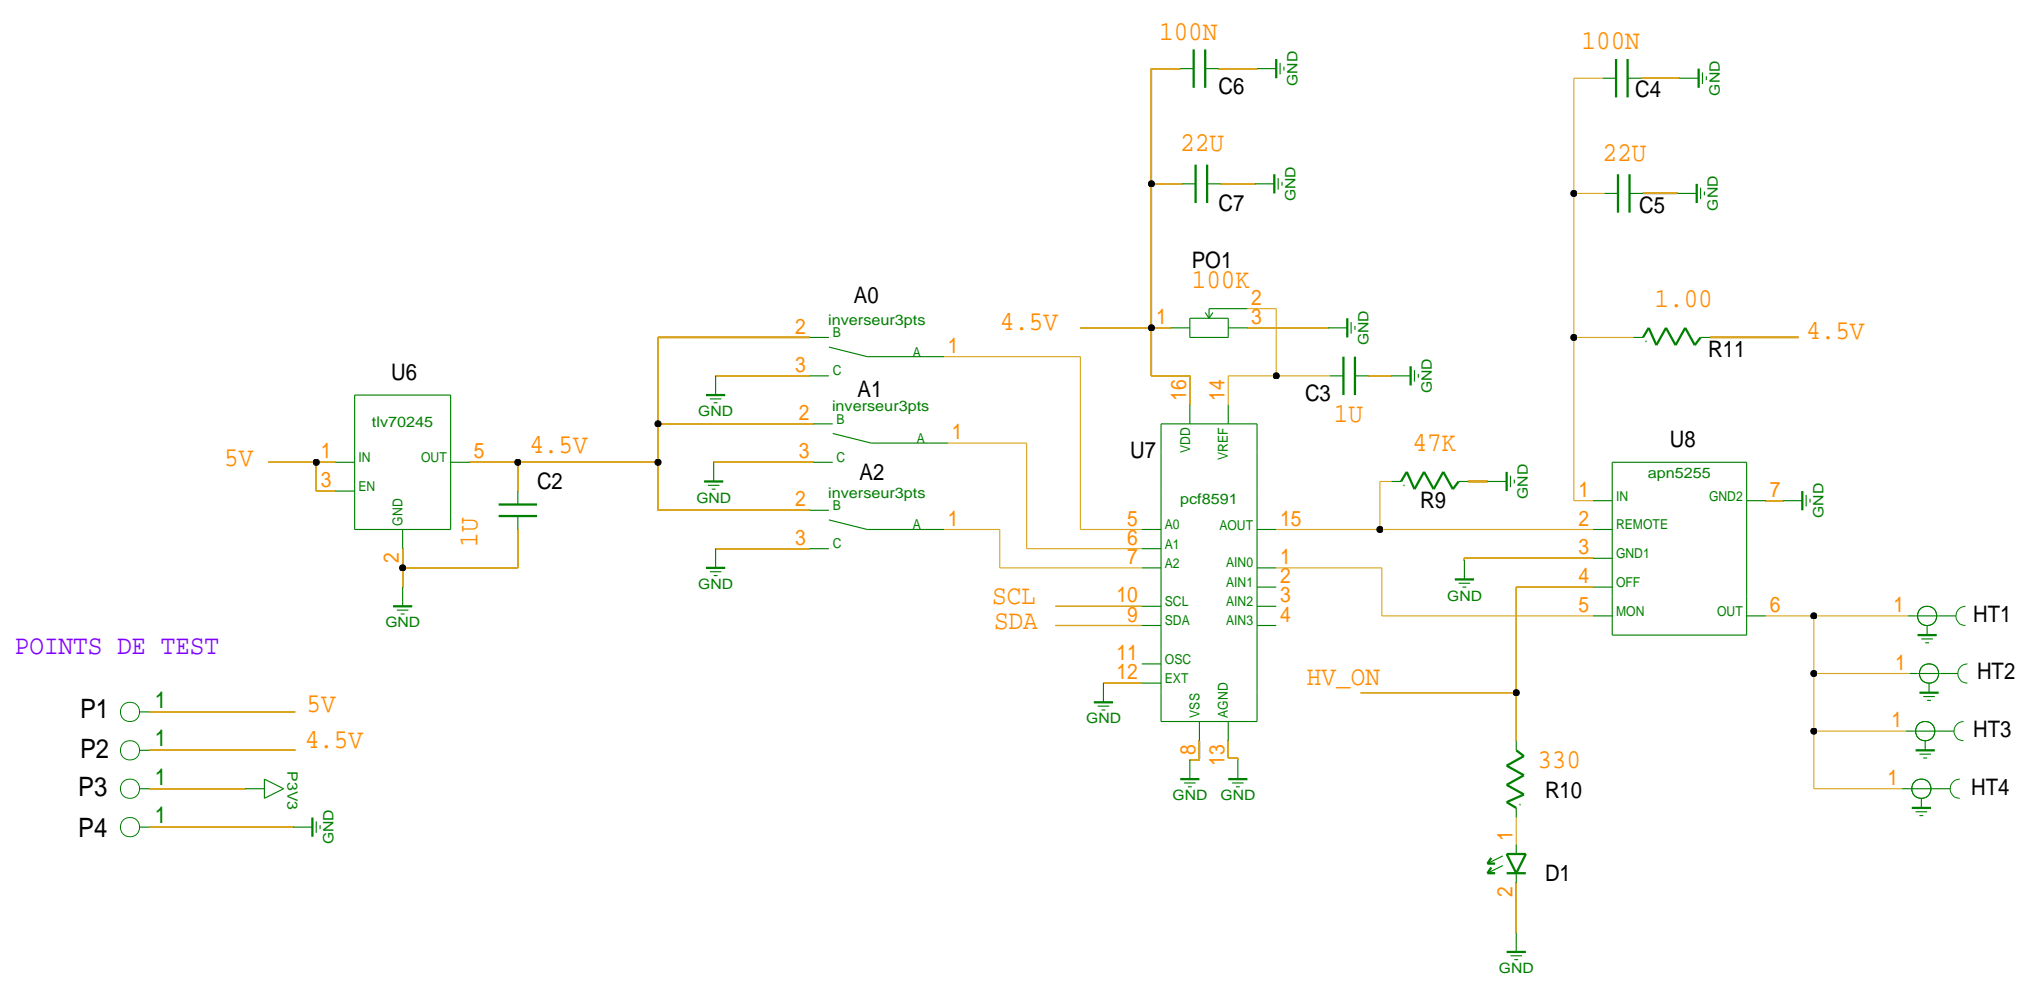 100N
C6
GND
100N
C4
GND
22U
C7
GND
22U
C5
GND
PO1
100K
4.5V
1
2
3
GND
1.00
R11
4.5V
A0
inverseur3pts
2
B
A
1
3
C
GND
A1
inverseur3pts
2
B
A
1
3
C
GND
A2
inverseur3pts
2
B
A
1
3
C
GND
U6
tlv70245
5V
1
IN
3
EN
OUT
5
4.5V
GND
2
C2
1U
GND
16
14
C3
1U
GND
U7
VDD
VREF
pcf8591
5
A0
6
A1
7
A2
SCL
10
SCL
SDA
9
SDA
11
OSC
12
EXT
GND
AOUT
15
AIN0
1
AIN1
2
AIN2
3
AIN3
4
VSS
AGND
8
13
GND
GND
47K
R9
GND
U8
apn5255
1
IN
GND2
7
GND
2
REMOTE
3
GND1
GND
4
OFF
5
MON
OUT
6
1
HT1
1
HT2
1
HT3
1
HT4
HV_ON
330
R10
1
D1
2
GND
POINTS DE TEST
P1
1
5V
P2
1
4.5V
P3
1
P3V3
P4
1
GND